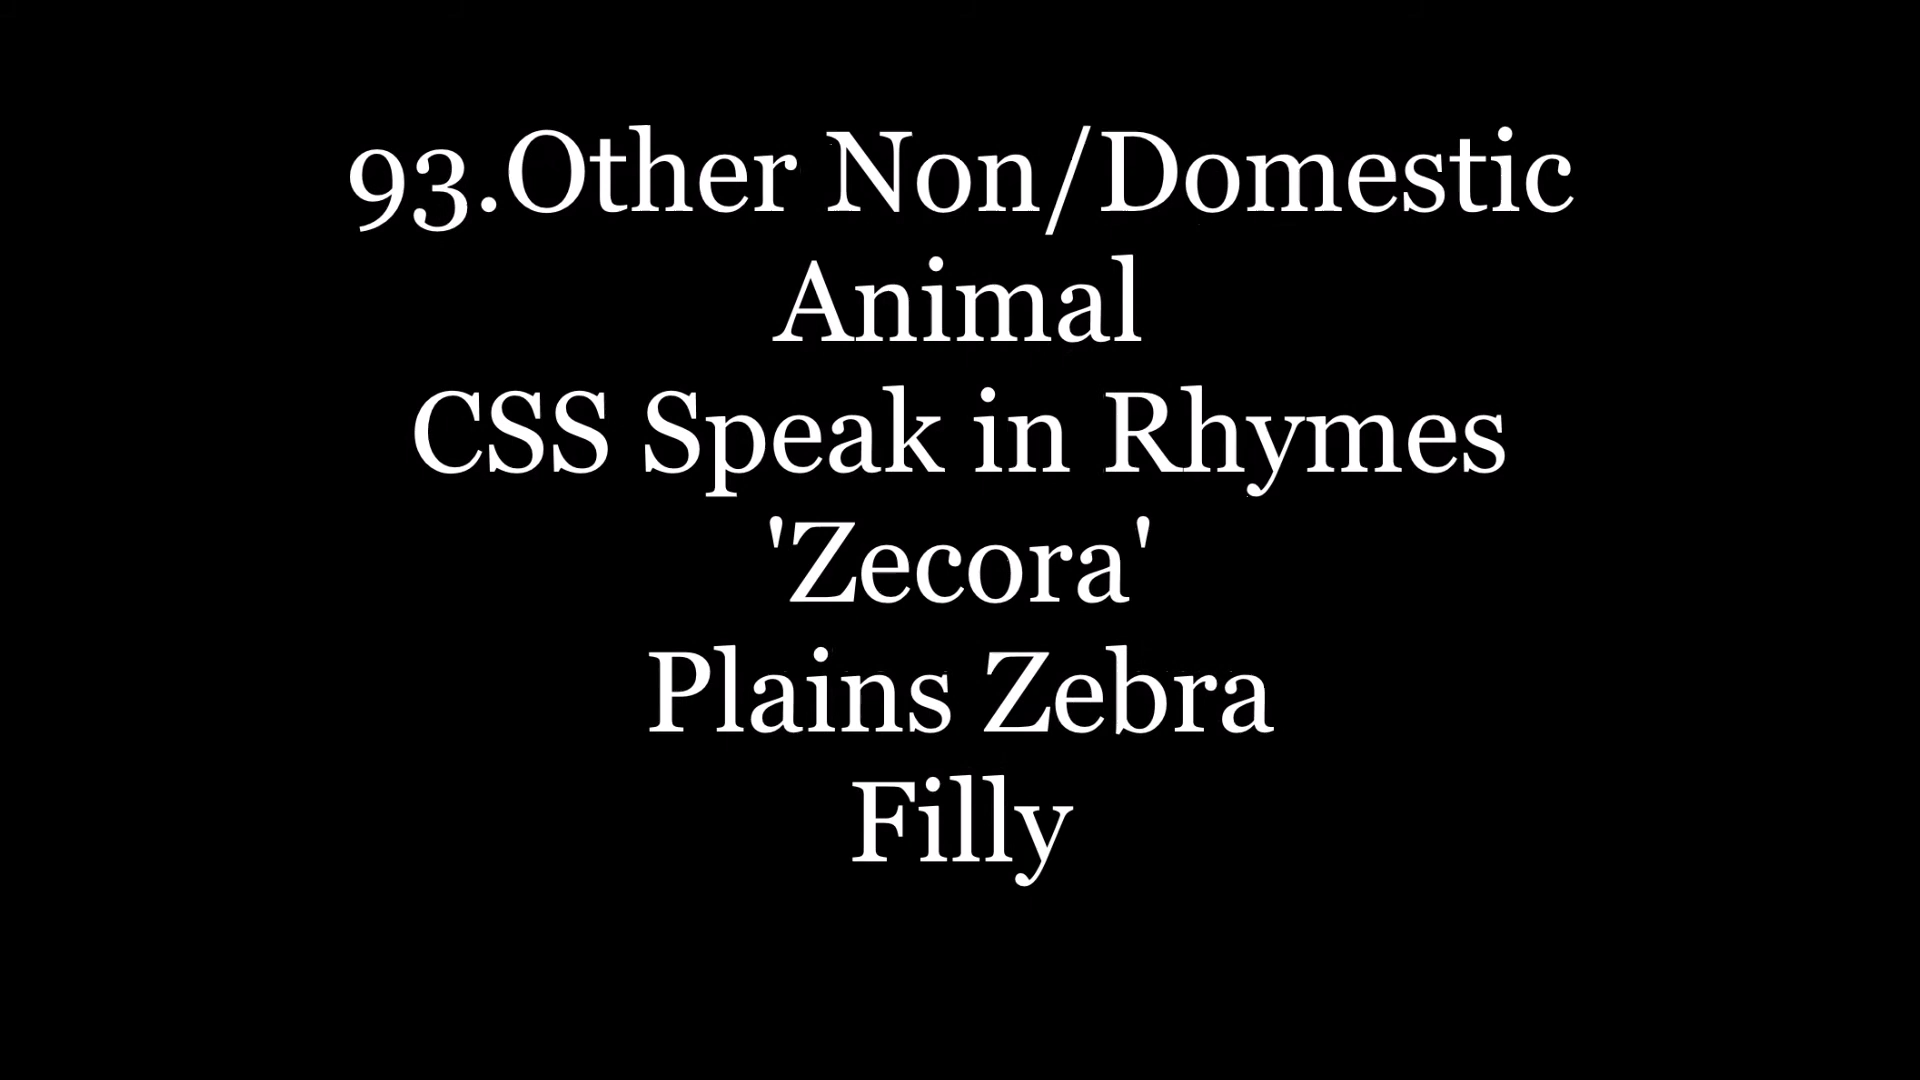 93.Other Non/Domestic
Animal
CSS Speak in Rhymes
'Zecora'
Plains Zebra
Filly